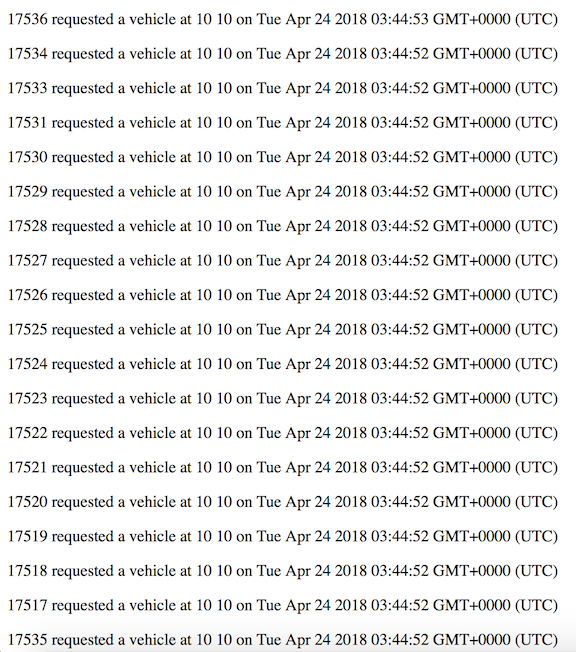 17536 requested a vehicle at 10 10 on Tue Apr 24 2018 03:44:53 GMT+0000 (UTC)
17534 requested a vehicle at 10 10 on Tue Apr 24 2018 03:44:52 GMT+0000 (UTC)
17533 requested a vehicle at 10 10 on Tue Apr 24 2018 03:44:52 GMT+0000 (UTC)
17531 requested a vehicle at 10 10 on Tue Apr 24 2018 03:44:52 GMT+0000 (UTC)
17530 requested a vehicle at 10 10 on Tue Apr 24 2018 03:44:52 GMT+0000 (UTC)
17529 requested a vehicle at 10 10 on Tue Apr 24 2018 03:44:52 GMT+0000 (UTC)
17528 requested a vehicle at 10 10 on Tue Apr 24 2018 03:44:52 GMT+0000 (UTC)
17527 requested a vehicle at 10 10 on Tue Apr 24 2018 03:44:52 GMT+0000 (UTC)
17526 requested a vehicle at 10 10 on Tue Apr 24 2018 03:44:52 GMT+0000 (UTC)
17525 requested a vehicle at 10 10 on Tue Apr 24 2018 03:44:52 GMT+0000 (UTC)
17524 requested a vehicle at 10 10 on Tue Apr 24 2018 03:44:52 GMT+0000 (UTC)
17523 requested a vehicle at 10 10 on Tue Apr 24 2018 03:44:52 GMT+0000 (UTC)
17522 requested a vehicle at 10 10 on Tue Apr 24 2018 03:44:52 GMT+0000 (UTC)
17521 requested a vehicle at 10 10 on Tue Apr 24 2018 03:44:52 GMT+0000 (UTC)
17520 requested a vehicle at 10 10 on Tue Apr 24 2018 03:44:52 GMT+0000 (UTC)
17519 requested a vehicle at 10 10 on Tue Apr 24 2018 03:44:52 GMT+0000 (UTC)
17518 requested a vehicle at 10 10 on Tue Apr 24 2018 03:44:52 GMT+0000 (UTC)
17517 requested a vehicle at 10 10 on Tue Apr 24 2018 03:44:52 GMT+0000 (UTC)
17535 requested a vehicle at 10 10 on Tue Apr 24 2018 03:44:52 GMT+0000 (UTC)